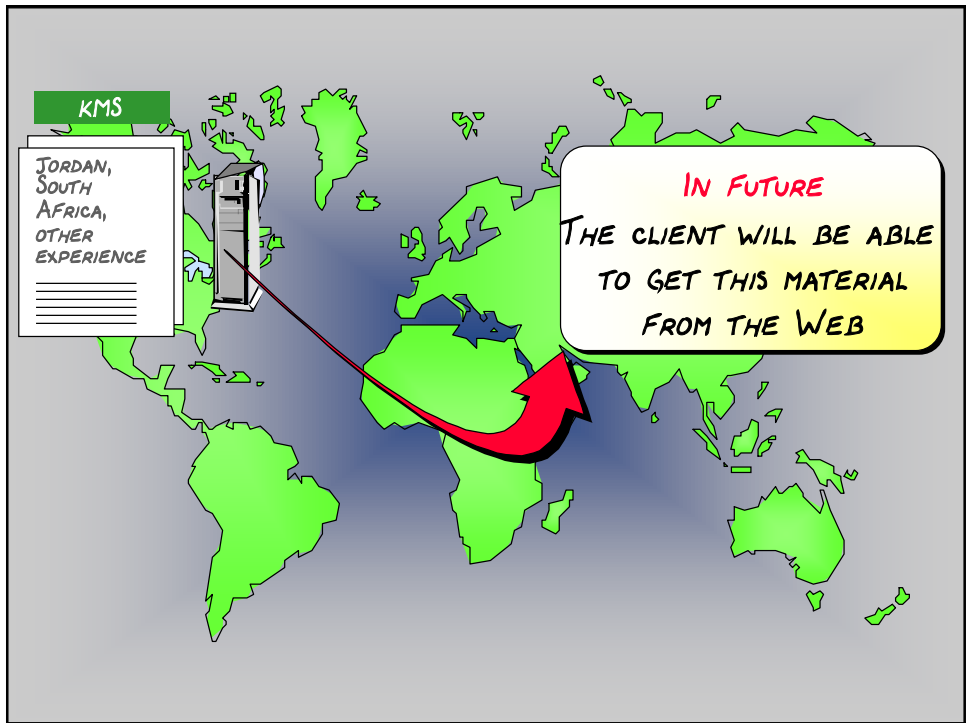 KMS
Jordan,
South
Africa,
other
experience
In Future
The client will be able
to get this material
from the Web